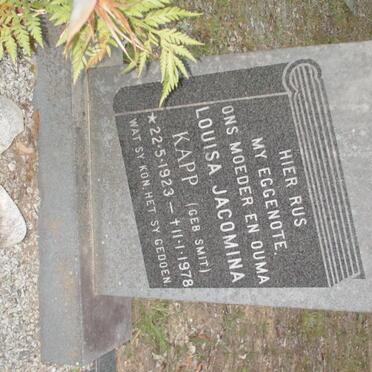 HIER RUS
MY EGGENOTE.
ONS MOEDER EN OUMA
LOUISA JACOMINA
KAPP (GEB SMIT)
★ 22·5·1923 — †11·1·1978
WAT SY KON, HET SY GEDOEN